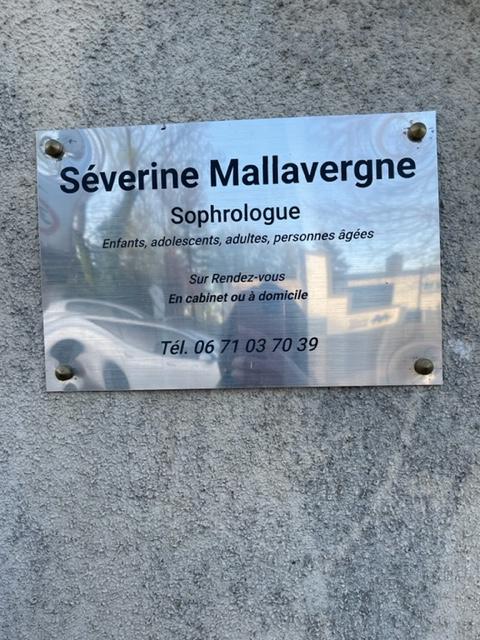 Séverine Mallavergne
Sophrologue
Enfants, adolescents, adultes, personnes âgées
Sur Rendez-vous
En cabinet ou à domicile
Tél. 06 71 03 70 39